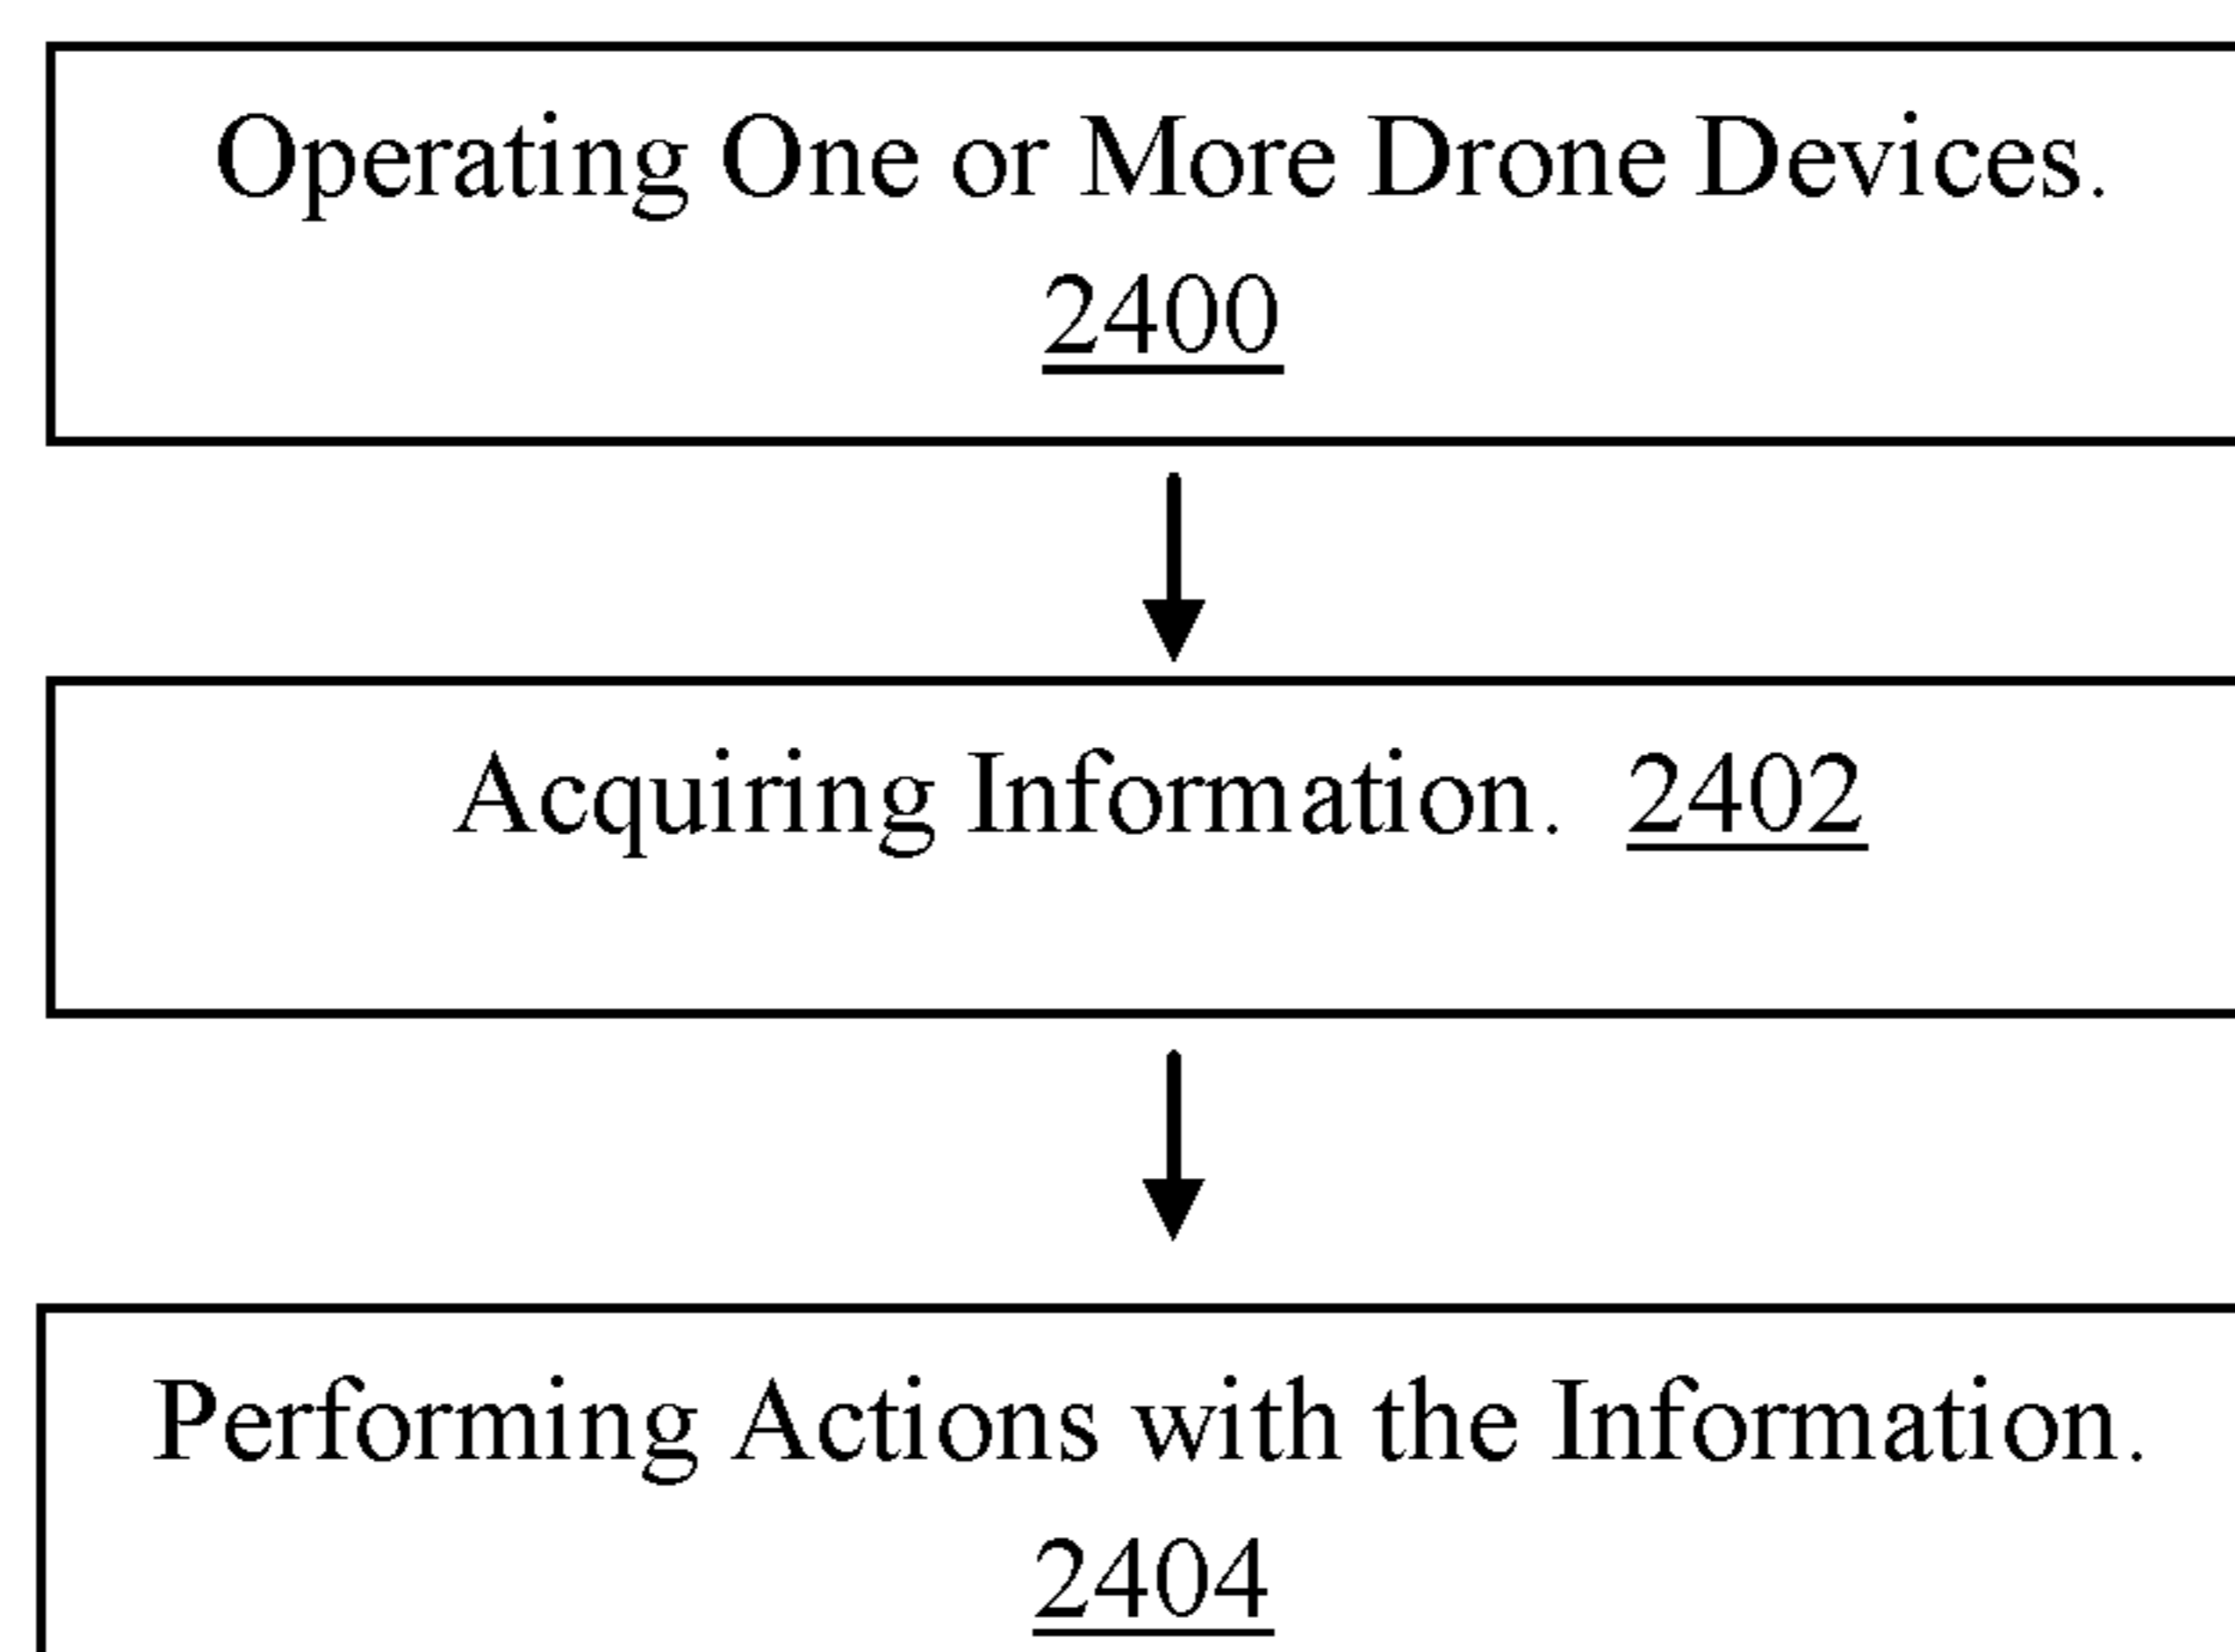 Operating One or More Drone Devices.
2400
Acquiring Information. 2402
Performing Actions with the Information.
2404